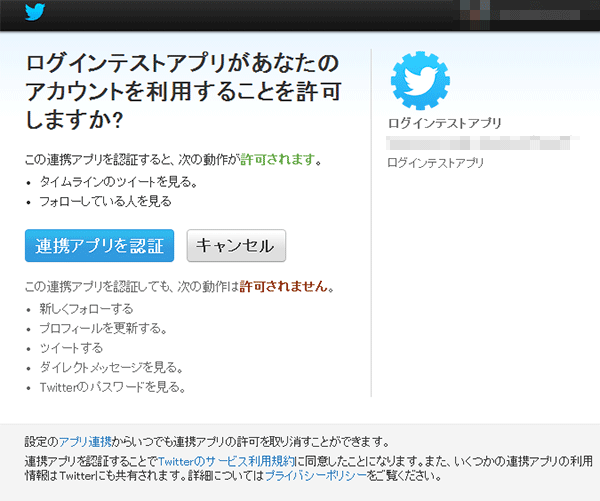 ログインテストアプリがあなたの
アカウントを利用することを許可
しますか?
この連携アプリを認証すると、次の動作が許可されます。
• タイムラインのツイートを見る。
• フォローしている人を見る
連携アプリを認証
キャンセル
この連携アプリを認証しても、次の動作は許可されません。
• 新しくフォローする
• プロフィールを更新する。
• ツイートする
• ダイレクトメッセージを見る。
• Twitterのパスワードを見る。
ログインテストアプリ
ログインテストアプリ
設定のアプリ連携からいつでも連携アプリの許可を取り消すことができます。
連携アプリを認証することでTwitterのサービス利用規約に同意したことになります。また、いくつかの連携アプリの利用
情報はTwitterにも共有されます。詳細についてはプライバシーポリシーをご覧ください。